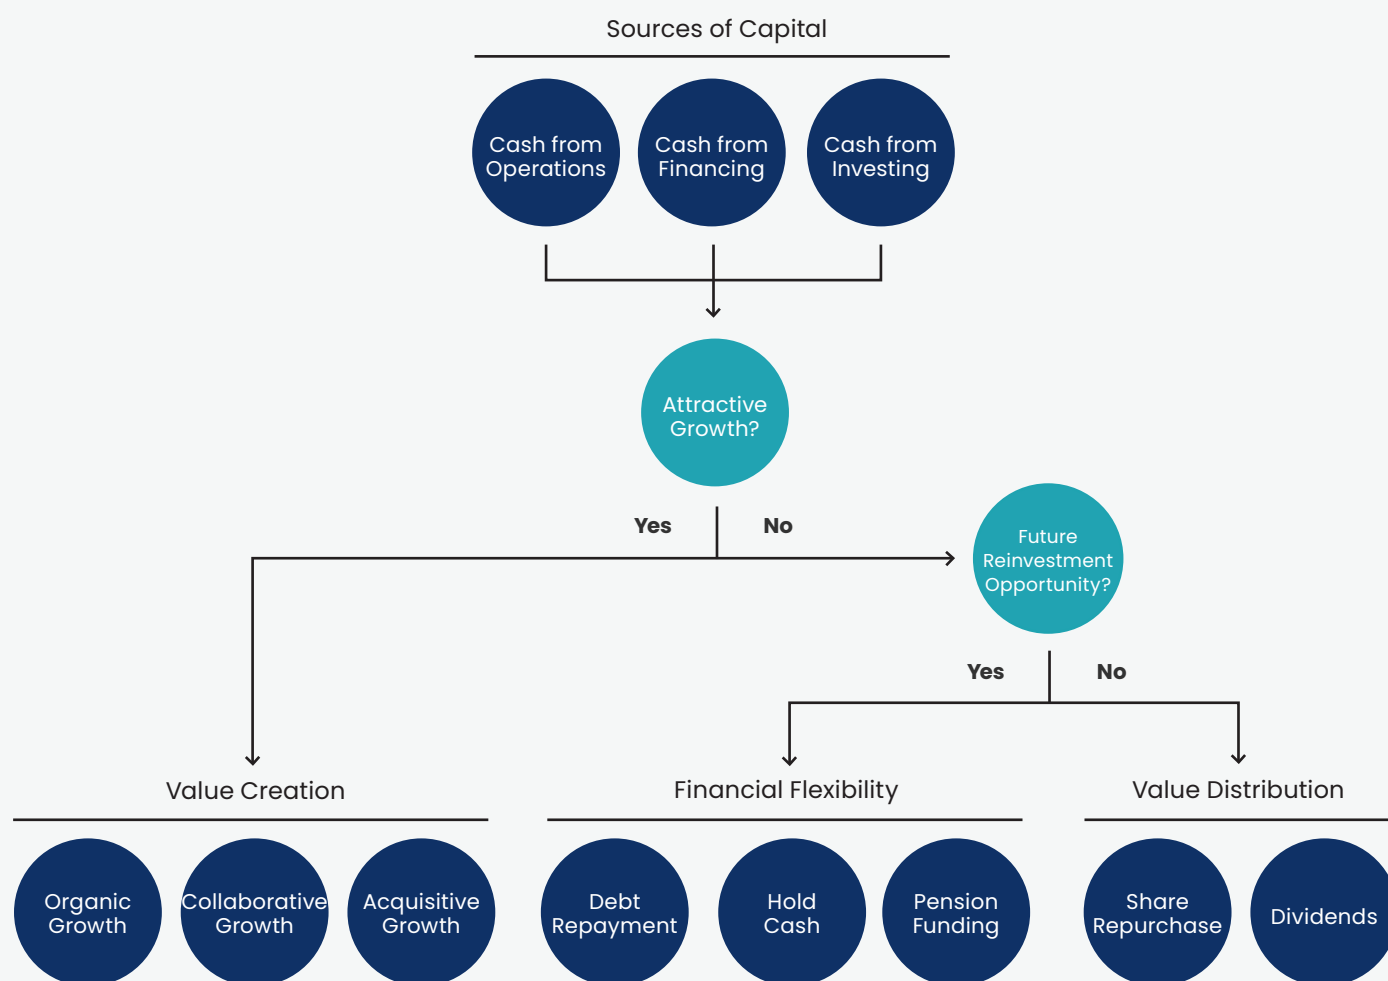 Sources of Capital
Cash from
Operations
Cash from
Financing
Cash from
Investing
Attractive
Growth?
Yes
No
Future
Reinvestment
Opportunity?
Yes
No
Value Creation
Organic
Growth
Collaborative
Growth
Acquisitive
Growth
Financial Flexibility
Debt
Repayment
Hold
Cash
Pension
Funding
Value Distribution
Share
Repurchase
Dividends